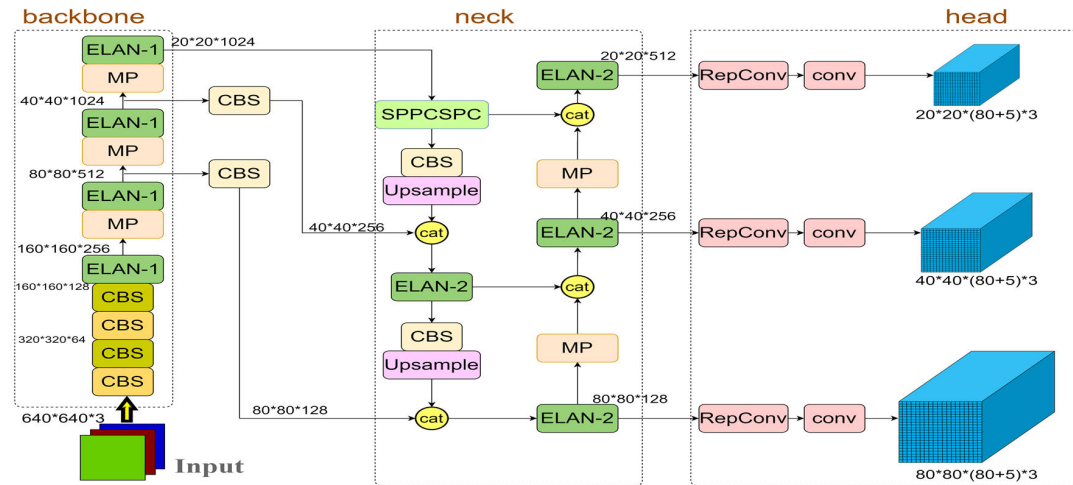 backbone
neck
head
ELAN-1
20*20*1024
MP
40*40*1024
CBS
ELAN-1
MP
80*80*512
CBS
ELAN-1
MP
160*160*256
ELAN-1
160*160*128
CBS
CBS
320*320*64
CBS
CBS
640*640*3
Input
SPPCSPC
CBS
Upsample
40*40*256
cat
ELAN-2
CBS
Upsample
80*80*128
cat
20*20*512
ELAN-2
cat
MP
40*40*256
ELAN-2
cat
MP
80*80*128
ELAN-2
RepConv
conv
20*20*(80+5)*3
RepConv
conv
40*40*(80+5)*3
RepConv
conv
80*80*(80+5)*3